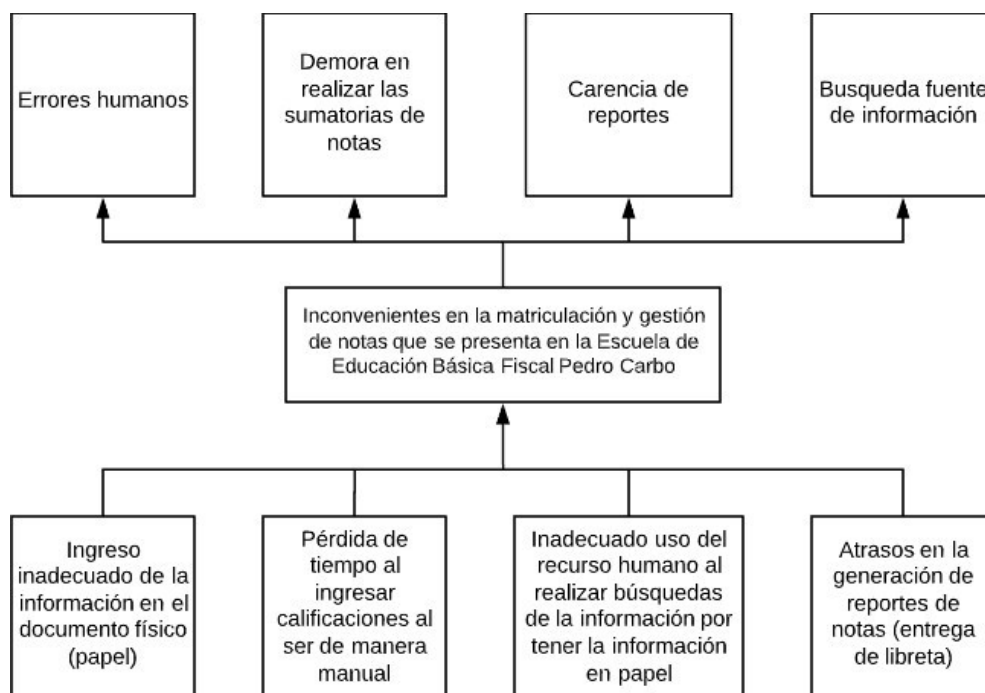 Errores humanos
Demora en
realizar las
sumatorias de
notas
Carencia de
reportes
Busqueda fuente
de información
Inconvenientes en la matriculación y gestión
de notas que se presenta en la Escuela de
Educación Básica Fiscal Pedro Carbo
Ingreso
inadecuado de la
información en el
documento físico
(papel)
Pérdida de
tiempo al
ingresar
calificaciones al
ser de manera
manual
Inadecuado uso del
recurso humano al
realizar búsquedas
de la información por
tener la información
en papel
Atrasos en la
generación de
reportes de
notas (entrega
de libreta)